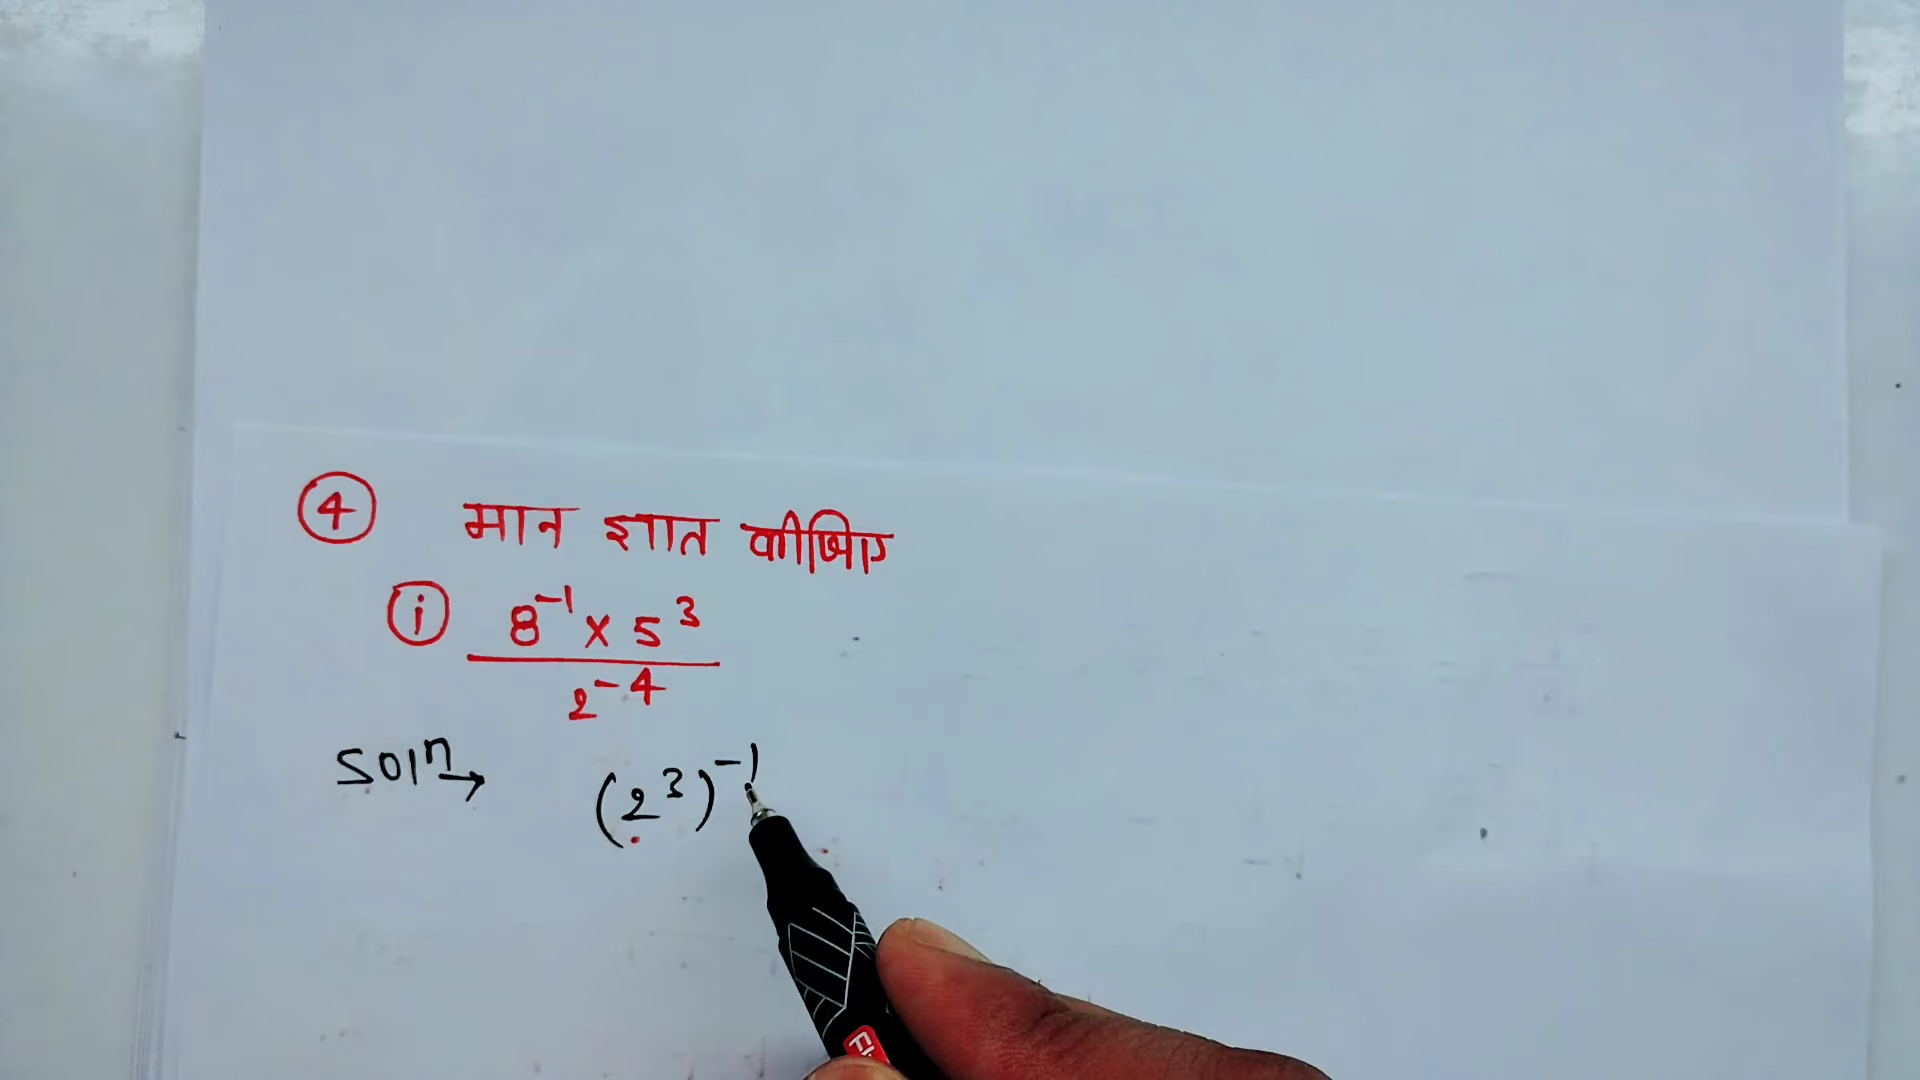 ④ मान ज्ञात कीजिए
ⓘ 8⁻¹ × 5³
2⁻⁴
Solⁿ→ (2³)⁻¹